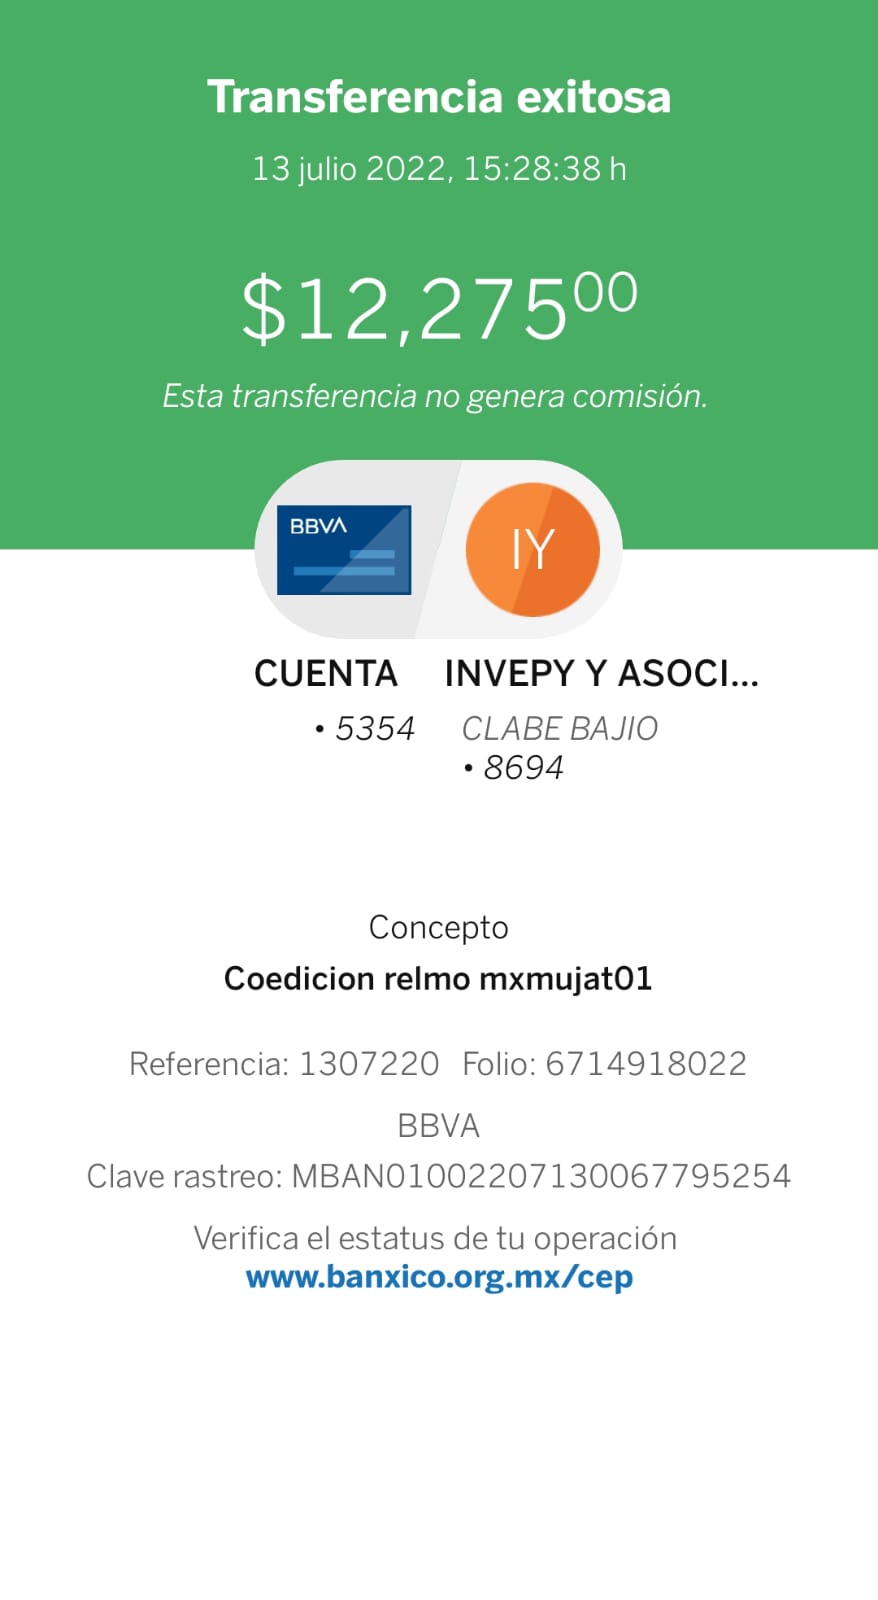 Transferencia exitosa
13 julio 2022, 15:28:38 h
$12,27500
Esta transferencia no genera comisión.
BBVA
IY
CUENTA
• 5354
INVEPY Y ASOCI...
CLABE BAJIO
• 8694
Concepto
Coedicion relmo mxmujat01
Referencia: 1307220 Folio: 6714918022
BBVA
Clave rastreo: MBAN01002207130067795254
Verifica el estatus de tu operación
www.banxico.org.mx/cep